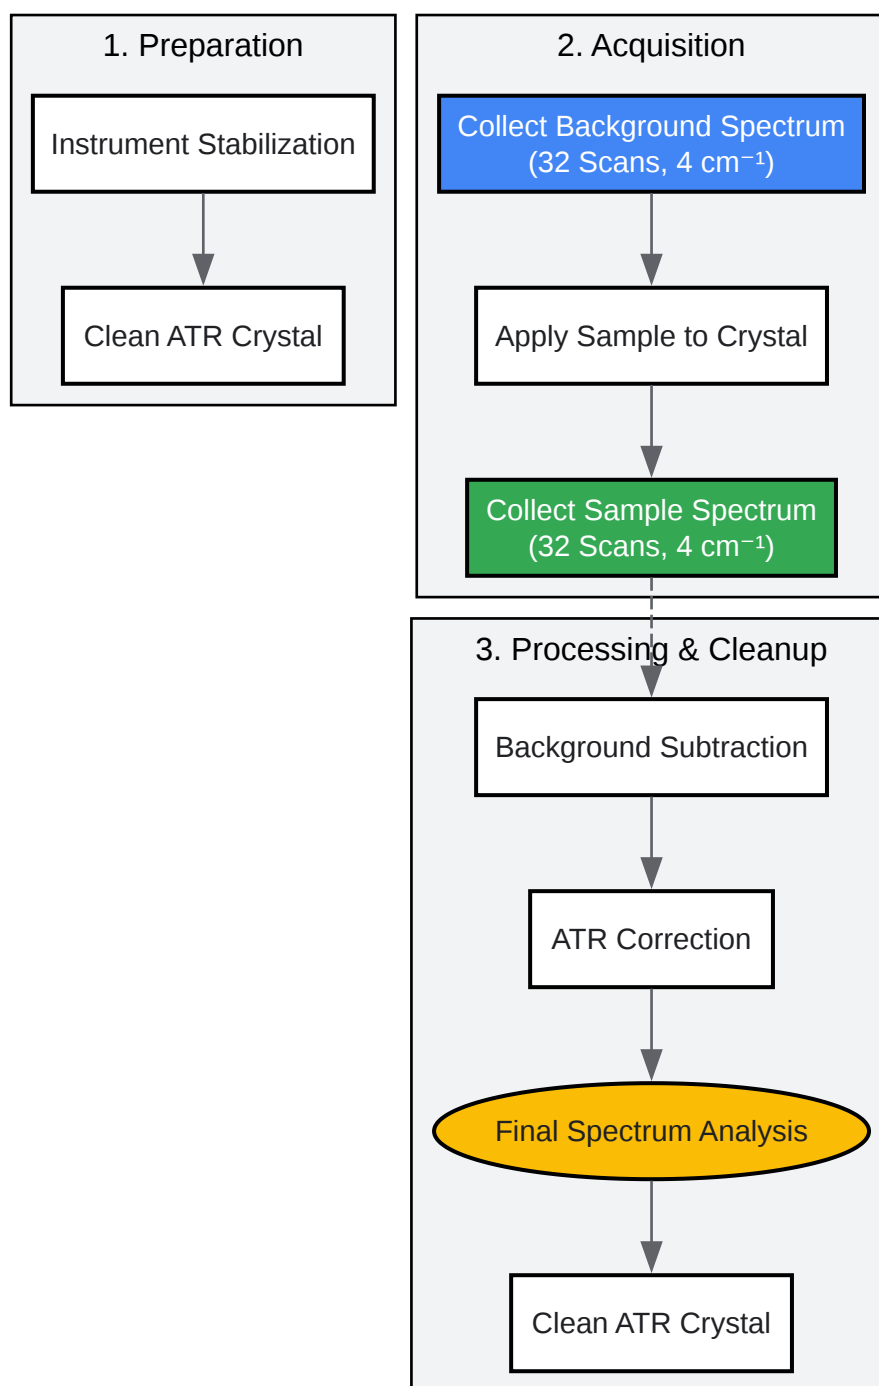 1. Preparation
Instrument Stabilization
Clean ATR Crystal
2. Acquisition
Collect Background Spectrum
(32 Scans, 4 cm⁻¹)
Apply Sample to Crystal
Collect Sample Spectrum
(32 Scans, 4 cm⁻¹)
3. Processing & Cleanup
Background Subtraction
ATR Correction
Final Spectrum Analysis
Clean ATR Crystal